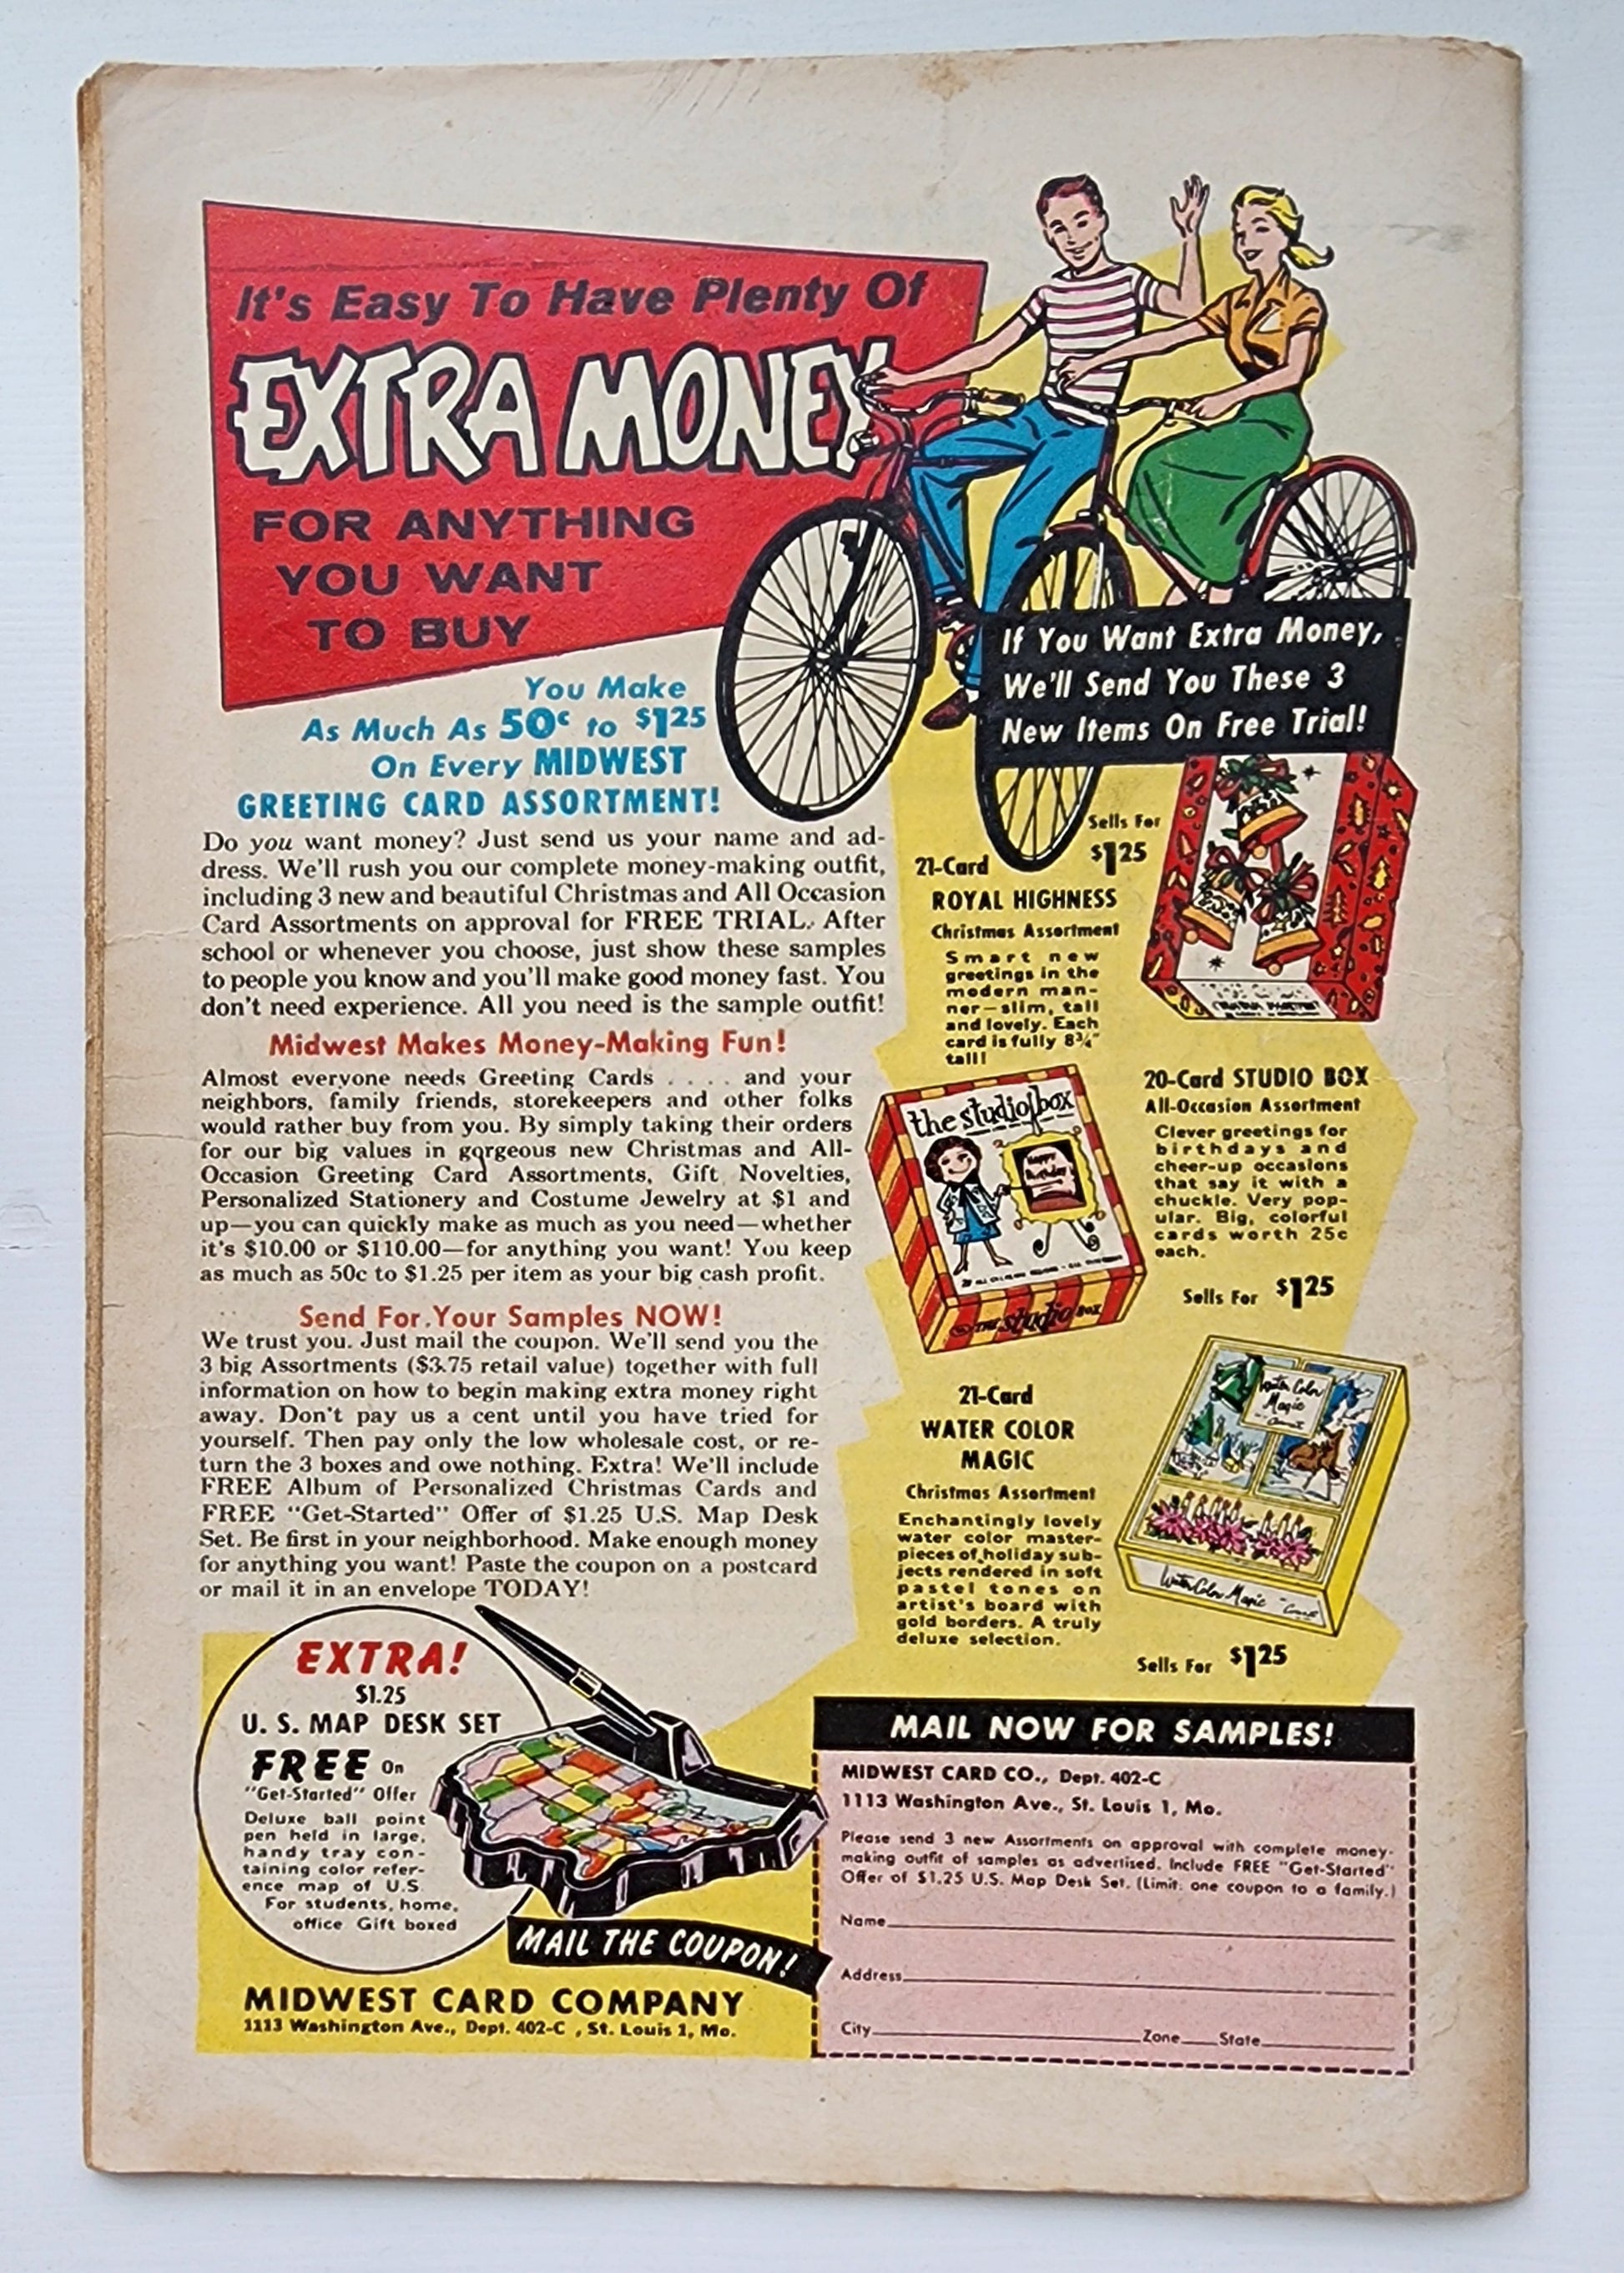 It's Easy To Have Plenty Of
EXTRA MONEY
FOR ANYTHING
YOU WANT
TO BUY
You Make
As Much As 50c to $1.25
On Every MIDWEST
GREETING CARD ASSORTMENT!
Do you want money? Just send us your name and ad-
dress. We'll rush you our complete money-making outfit,
including 3 new and beautiful Christmas and All Occasion
Card Assortments on approval for FREE TRIAL. After
school or whenever you choose, just show these samples
to people you know and you'll make good money fast. You
don't need experience. All you need is the sample outfit!
Midwest Makes Money-Making Fun!
Almost everyone needs Greeting Cards . . . . and your
neighbors, family friends, storekeepers and other folks
would rather buy from you. By simply taking their orders
for our big values in gorgeous new Christmas and All-
Occasion Greeting Card Assortments, Gift Novelties,
Personalized Stationery and Costume Jewelry at $1 and
up—you can quickly make as much as you need—whether
it's $10.00 or $110.00—for anything you want! You keep
as much as 50c to $1.25 per item as your big cash profit.
Send For Your Samples NOW!
We trust you. Just mail the coupon. We'll send you the
3 big Assortments ($3.75 retail value) together with full
information on how to begin making extra money right
away. Don't pay us a cent until you have tried for
yourself. Then pay only the low wholesale cost, or re-
turn the 3 boxes and owe nothing. Extra! We'll include
FREE Album of Personalized Christmas Cards and
FREE "Get-Started" Offer of $1.25 U.S. Map Desk
Set. Be first in your neighborhood. Make enough money
for anything you want! Paste the coupon on a postcard
or mail it in an envelope TODAY!
If You Want Extra Money,
We'll Send You These 3
New Items On Free Trial!
Sells For
$1.25
21-Card
ROYAL HIGHNESS
Christmas Assortment
Smart new
greetings in the
modern man-
ner—slim, tall
and lovely. Each
card is fully 8¾"
tall!
the studio box
Happy
Birthday
THE studio BOX
20-Card STUDIO BOX
All-Occasion Assortment
Clever greetings for
birthdays and
cheer-up occasions
that say it with a
chuckle. Very pop-
ular. Big, colorful
cards worth 25c
each.
Sells For $1.25
21-Card
WATER COLOR
MAGIC
Christmas Assortment
Enchantingly lovely
water color master-
pieces of holiday sub-
jects rendered in soft
pastel tones on
artist's board with
gold borders. A truly
deluxe selection.
Water Color
Magic
Water Color Magic
Sells For $1.25
EXTRA!
$1.25
U. S. MAP DESK SET
FREE On
"Get-Started" Offer
Deluxe ball point
pen held in large,
handy tray con-
taining color refer-
ence map of U.S.
For students, home,
office Gift boxed
MAIL THE COUPON!
MIDWEST CARD COMPANY
1113 Washington Ave., Dept. 402-C , St. Louis 1, Mo.
MAIL NOW FOR SAMPLES!
MIDWEST CARD CO., Dept. 402-C
1113 Washington Ave., St. Louis 1, Mo.
Please send 3 new Assortments on approval with complete money-
making outfit of samples as advertised. Include FREE "Get-Started"
Offer of $1.25 U.S. Map Desk Set. (Limit: one coupon to a family.)
Name
Address
City Zone State